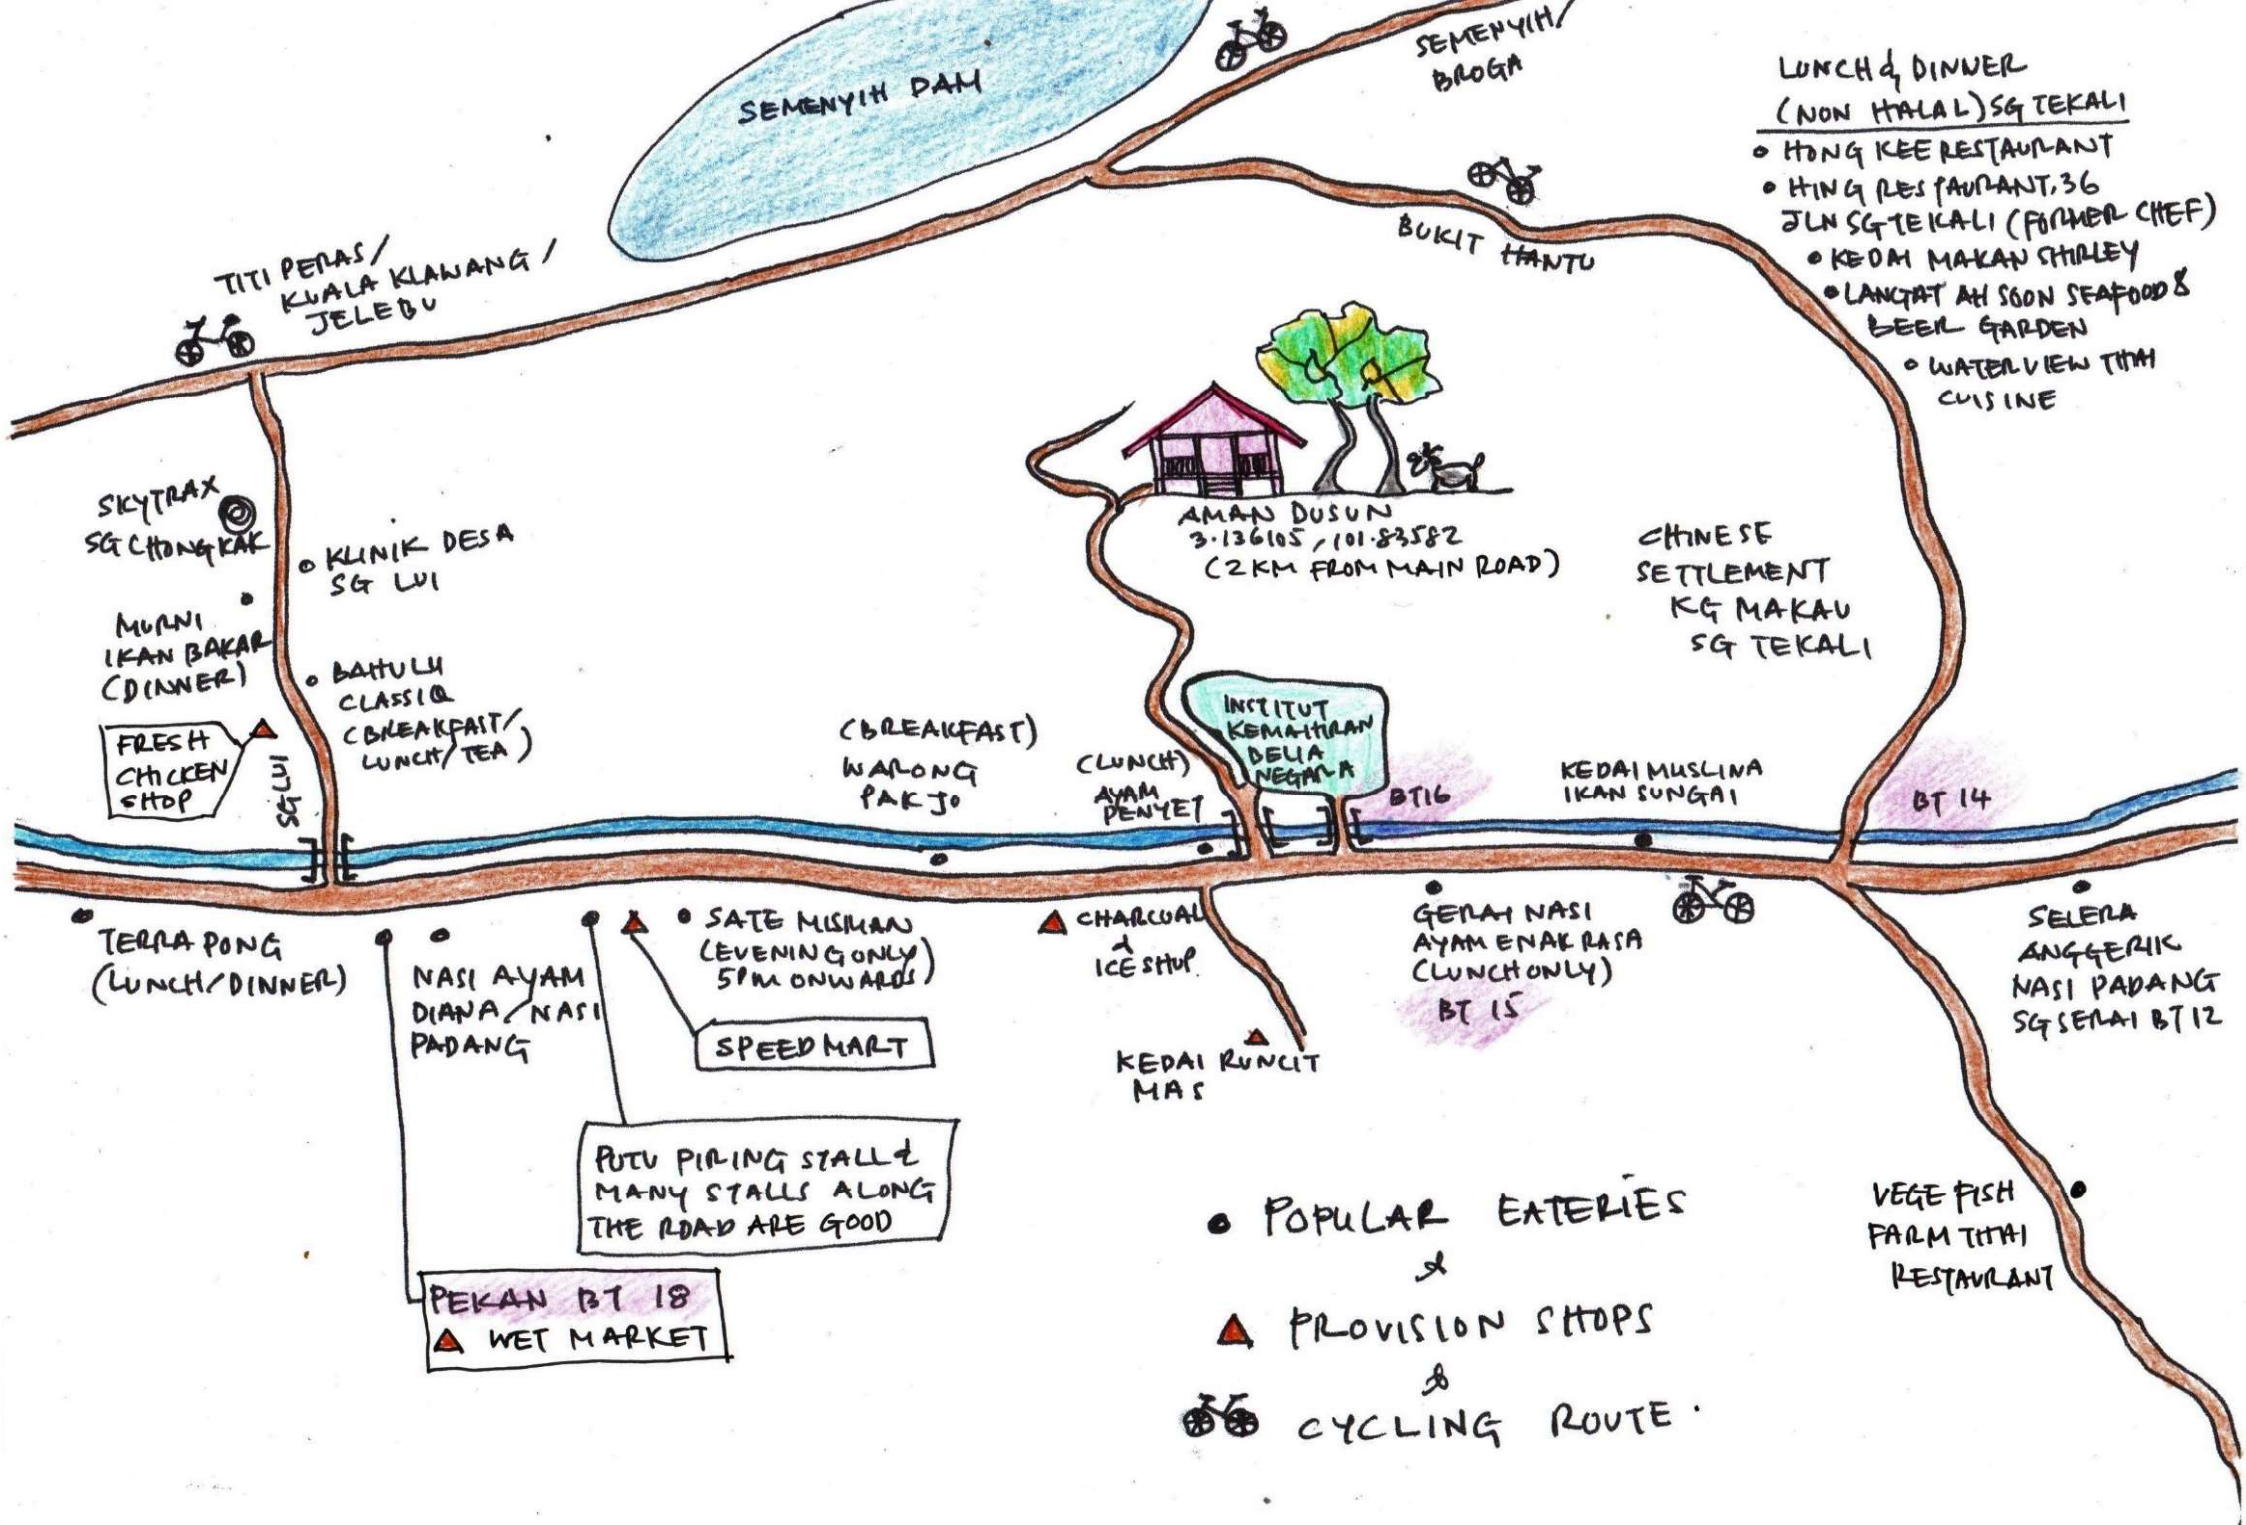 SEMENYIH DAM
SEMENYIH/
BROGA
LUNCH & DINNER
(NON HALAL) SG TEKALI
• HONG KEE RESTAURANT
• HING RESTAURANT, 36
JLN SG TEKALI (FORMER CHEF)
• KEDAI MAKAN SHIRLEY
• LANGAT AH SOON SEAFOOD &
BEER GARDEN
• WATERVIEW THAI
CUISINE
BUKIT HANTU
TITI PERAS/
KUALA KLAWANG/
JELEBU
SKYTRAX
SG CHONGKAK
KLINIK DESA
SG LUI
MURNI
IKAN BAKAR
(DINNER)
BAHULU
CLASSIQ
(BREAKFAST/
LUNCH/TEA)
FRESH
CHICKEN
SHOP
SG LUI
AMAN DUSUN
3.136105, 101.83582
(2 KM FROM MAIN ROAD)
CHINESE
SETTLEMENT
KG MAKAU
SG TEKALI
INSTITUT
KEMAHIRAN
BELIA
NEGARA
(BREAKFAST)
WARONG
PAK JO
(LUNCH)
AYAM
PENYET
BT16
KEDAI MUSLINA
IKAN SUNGAI
BT 14
TERRA PONG
(LUNCH/DINNER)
NASI AYAM
DIANA/NASI
PADANG
SATE MISMAN
(EVENING ONLY)
5PM ONWARDS
SPEEDMART
CHARCOAL
&
ICE SHOP
KEDAI RUNCIT
MAS
GERAI NASI
AYAM ENAK RASA
(LUNCH ONLY)
BT 15
SELERA
ANGGERIK
NASI PADANG
SG SERAI BT12
PUTU PIRING STALL &
MANY STALLS ALONG
THE ROAD ARE GOOD
PEKAN BT 18
WET MARKET
VEGE FISH
FARM THAI
RESTAURANT
• POPULAR EATERIES
&
PROVISION SHOPS
&
CYCLING ROUTE.